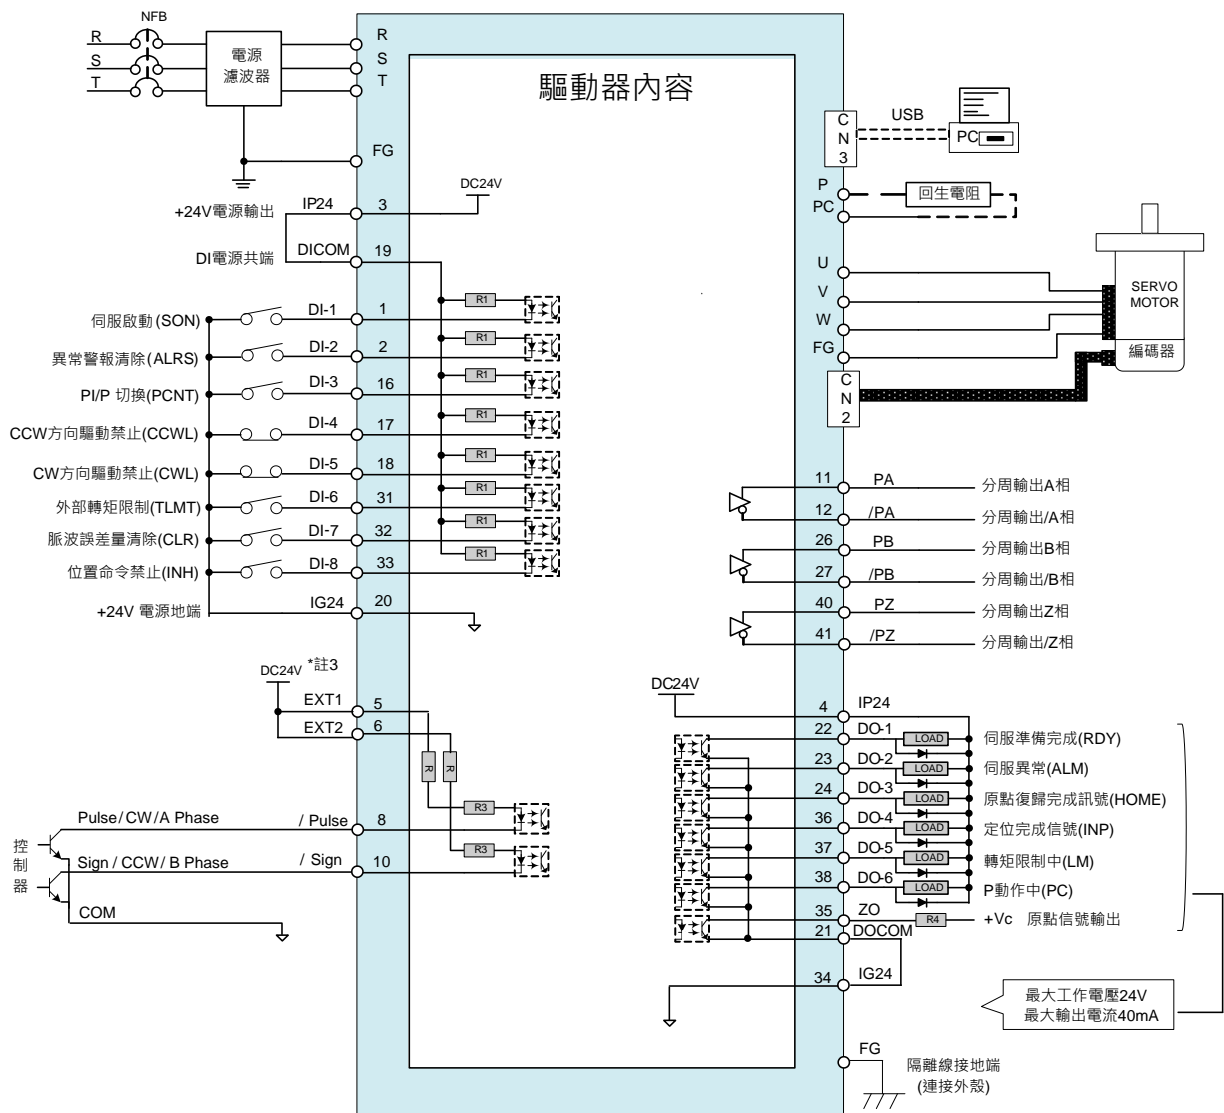 NFB
R
S
T
電源
濾波器
R
S
T
FG
驅動器內容
C
N
3
USB
PC
P
PC
回生電阻
DC24V
+24V電源輸出
IP24
3
DI電源共端
DICOM
19
U
V
W
FG
SERVO
MOTOR
編碼器
C
N
2
R1
伺服啟動(SON)
DI-1
1
R1
異常警報清除(ALRS)
DI-2
2
R1
PI/P 切換(PCNT)
DI-3
16
R1
CCW方向驅動禁止(CCWL)
DI-4
17
R1
CW方向驅動禁止(CWL)
DI-5
18
R1
外部轉矩限制(TLMT)
DI-6
31
R1
脈波誤差量清除(CLR)
DI-7
32
R1
位置命令禁止(INH)
DI-8
33
+24V 電源地端
IG24
20
11
PA
分周輸出A相
12
/PA
分周輸出/A相
26
PB
分周輸出B相
27
/PB
分周輸出/B相
40
PZ
分周輸出Z相
41
/PZ
分周輸出/Z相
DC24V
*註3
EXT1
5
EXT2
6
R
R
R3
R3
控
制
器
Pulse/CW/A Phase
/ Pulse
8
Sign / CCW/ B Phase
/ Sign
10
COM
DC24V
4
IP24
22
DO-1
LOAD
伺服準備完成(RDY)
23
DO-2
LOAD
伺服異常(ALM)
24
DO-3
LOAD
原點復歸完成訊號(HOME)
36
DO-4
LOAD
定位完成信號(INP)
37
DO-5
LOAD
轉矩限制中(LM)
38
DO-6
LOAD
P動作中(PC)
35
ZO
R4
+Vc
原點信號輸出
21
DOCOM
34
IG24
最大工作電壓24V
最大輸出電流40mA
FG
隔離線接地端
(連接外殼)